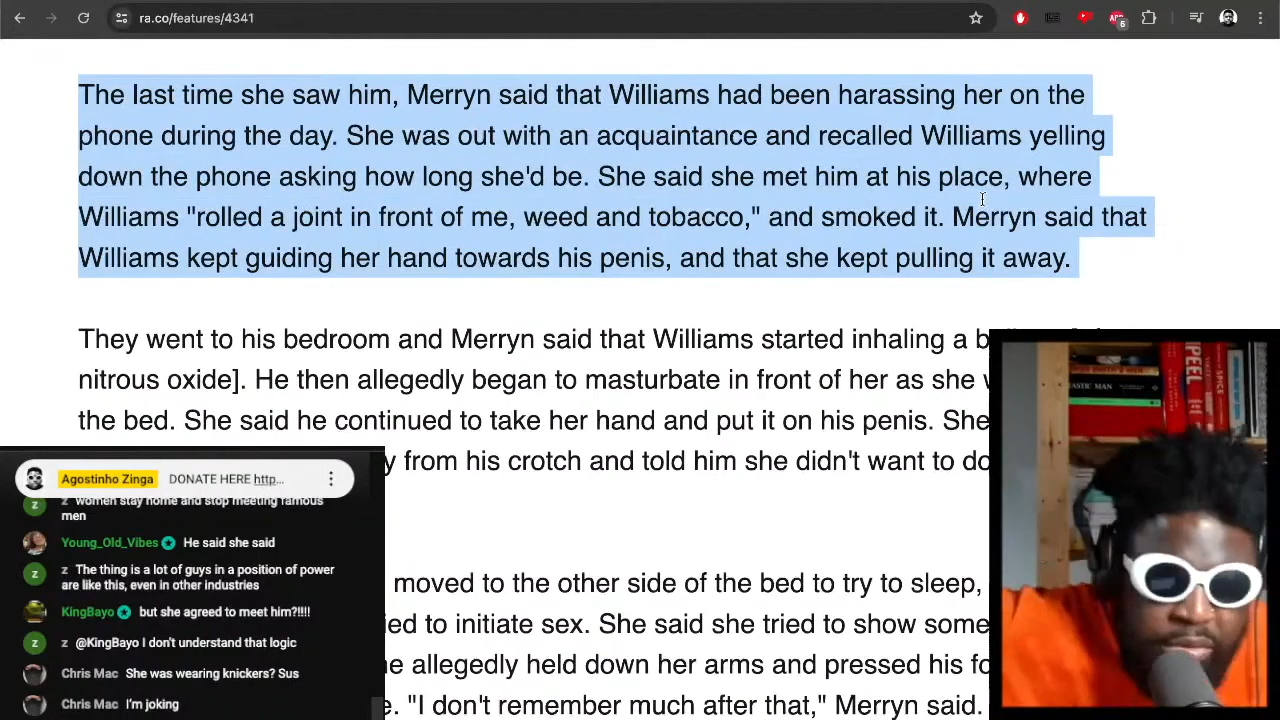 ra.co/features/4341
6
The last time she saw him, Merryn said that Williams had been harassing her on the
phone during the day. She was out with an acquaintance and recalled Williams yelling
down the phone asking how long she'd be. She said she met him at his place, where
Williams "rolled a joint in front of me, weed and tobacco," and smoked it. Merryn said that
Williams kept guiding her hand towards his penis, and that she kept pulling it away.
They went to his bedroom and Merryn said that Williams started inhaling a
nitrous oxide]. He then allegedly began to masturbate in front of her as she
the bed. She said he continued to take her hand and put it on his penis. She
from his crotch and told him she didn't want to do
moved to the other side of the bed to try to sleep,
to initiate sex. She said she tried to show some
allegedly held down her arms and pressed his
"I don't remember much after that," Merryn said.
Agostinho Zinga DONATE HERE http...
z women stay home and stop meeting famous
men
Young_Old_Vibes He said she said
z The thing is a lot of guys in a position of power
are like this, even in other industries
KingBayo but she agreed to meet him?!!!!
z @KingBayo I don't understand that logic
Chris Mac She was wearing knickers? Sus
Chris Mac I'm joking
SPICE